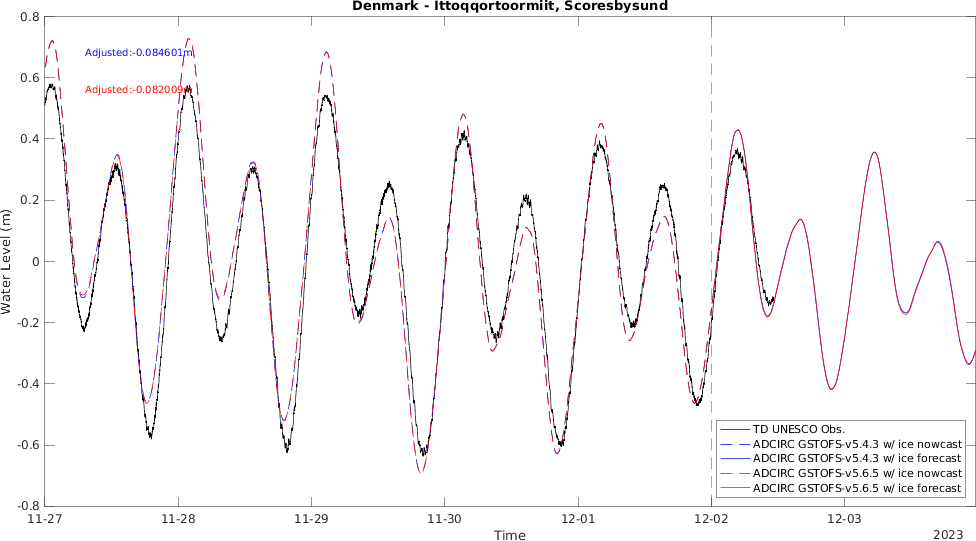 Denmark - Ittoqqortoormiit, Scoresbysund
0.8
0.6
0.4
0.2
0
-0.2
-0.4
-0.6
-0.8
Water Level (m)
Adjusted:-0.084601m
Adjusted:-0.082009m
TD UNESCO Obs.
ADCIRC GSTOFS-v5.4.3 w/ ice nowcast
ADCIRC GSTOFS-v5.4.3 w/ ice forecast
ADCIRC GSTOFS-v5.6.5 w/ ice nowcast
ADCIRC GSTOFS-v5.6.5 w/ ice forecast
11-27 11-28 11-29 11-30 12-01 12-02 12-03
Time
2023